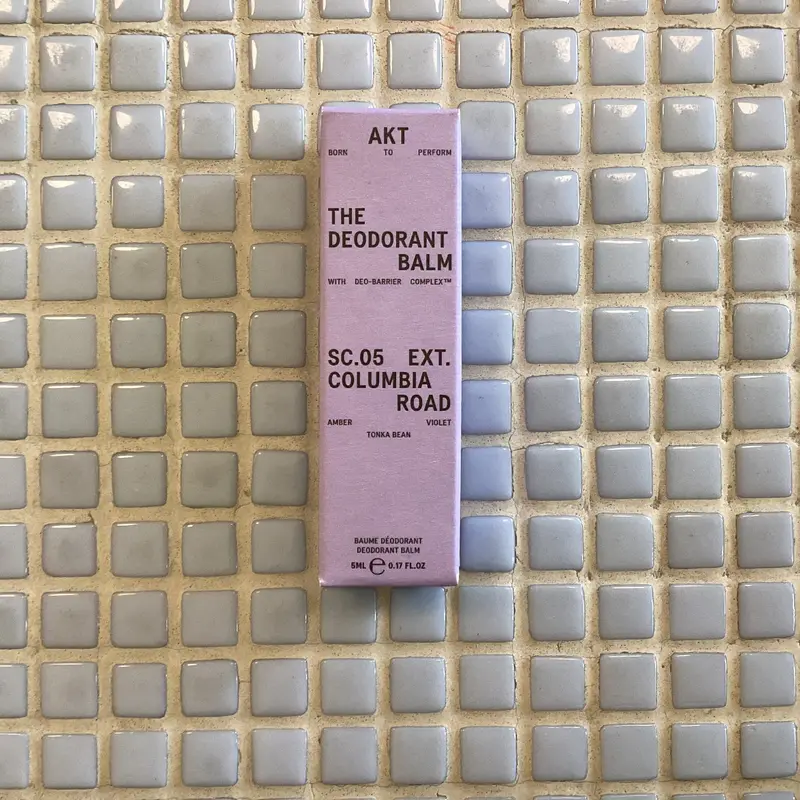 AKT
BORN TO PERFORM
THE
DEODORANT
BALM
WITH DEO-BARRIER COMPLEX™
SC.05 EXT.
COLUMBIA
ROAD
AMBER VIOLET
TONKA BEAN
BAUME DÉODORANT
DEODORANT BALM
5ML ℮ 0.17 FL.OZ